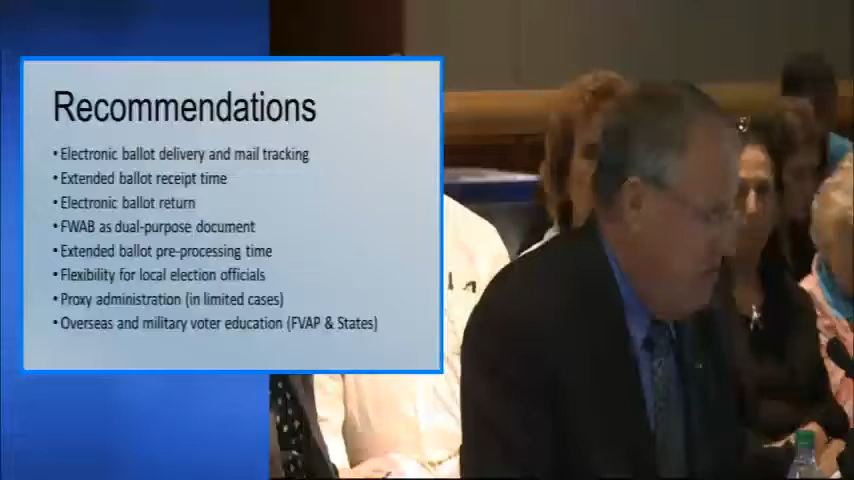 Recommendations
• Electronic ballot delivery and mail tracking
• Extended ballot receipt time
• Electronic ballot return
• FWAB as dual-purpose document
• Extended ballot pre-processing time
• Flexibility for local election officials
• Proxy administration (in limited cases)
• Overseas and military voter education (FVAP & States)